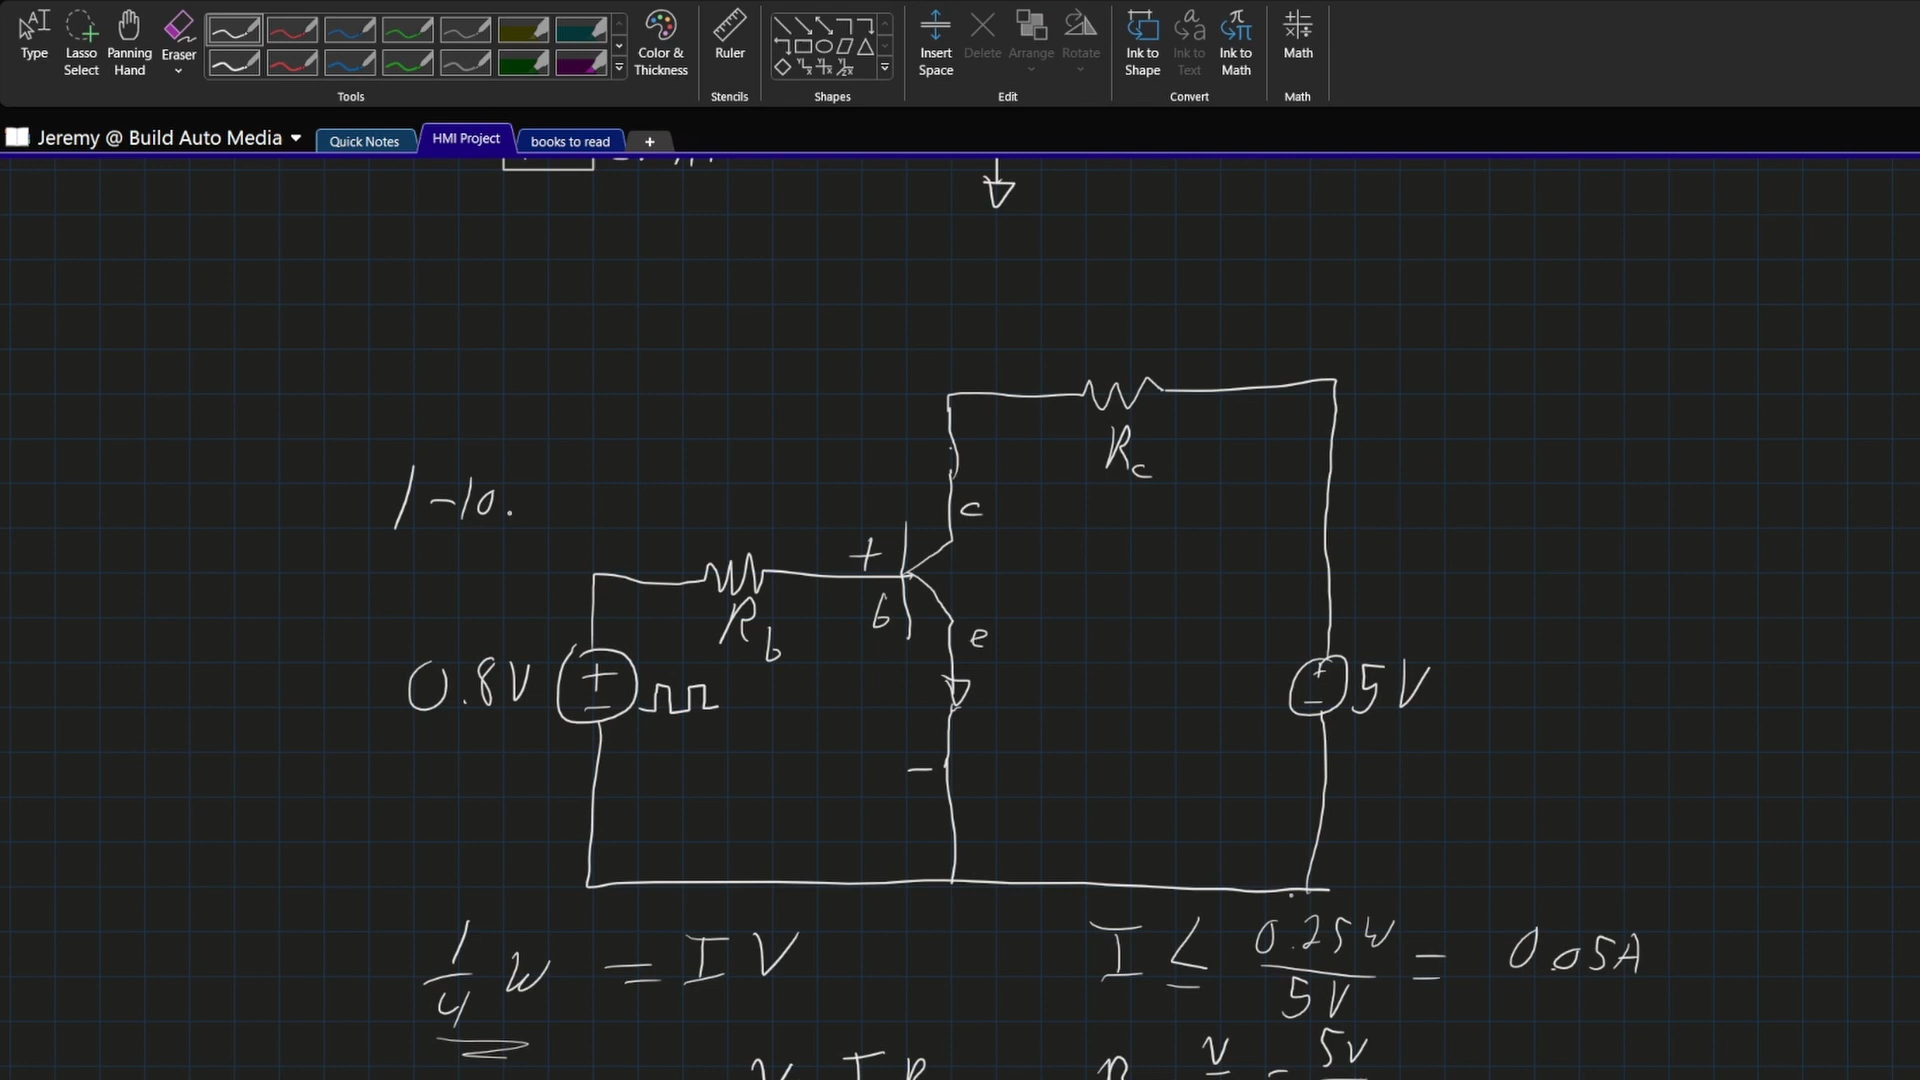 Type
Lasso Select
Panning Hand
Eraser
Color & Thickness
Ruler
Insert Space
Delete
Arrange
Rotate
Ink to Shape
Ink to Text
Ink to Math
Math
Tools
Stencils
Shapes
Edit
Convert
Math
Jeremy @ Build Auto Media
Quick Notes
HMI Project
books to read
+
Rc
1-10.
c
+
b
Rb
e
0.8V
+
-
+
-
5V
-
1/4 W = IV
I ≤ 0.25W / 5V = 0.05A
V
5V